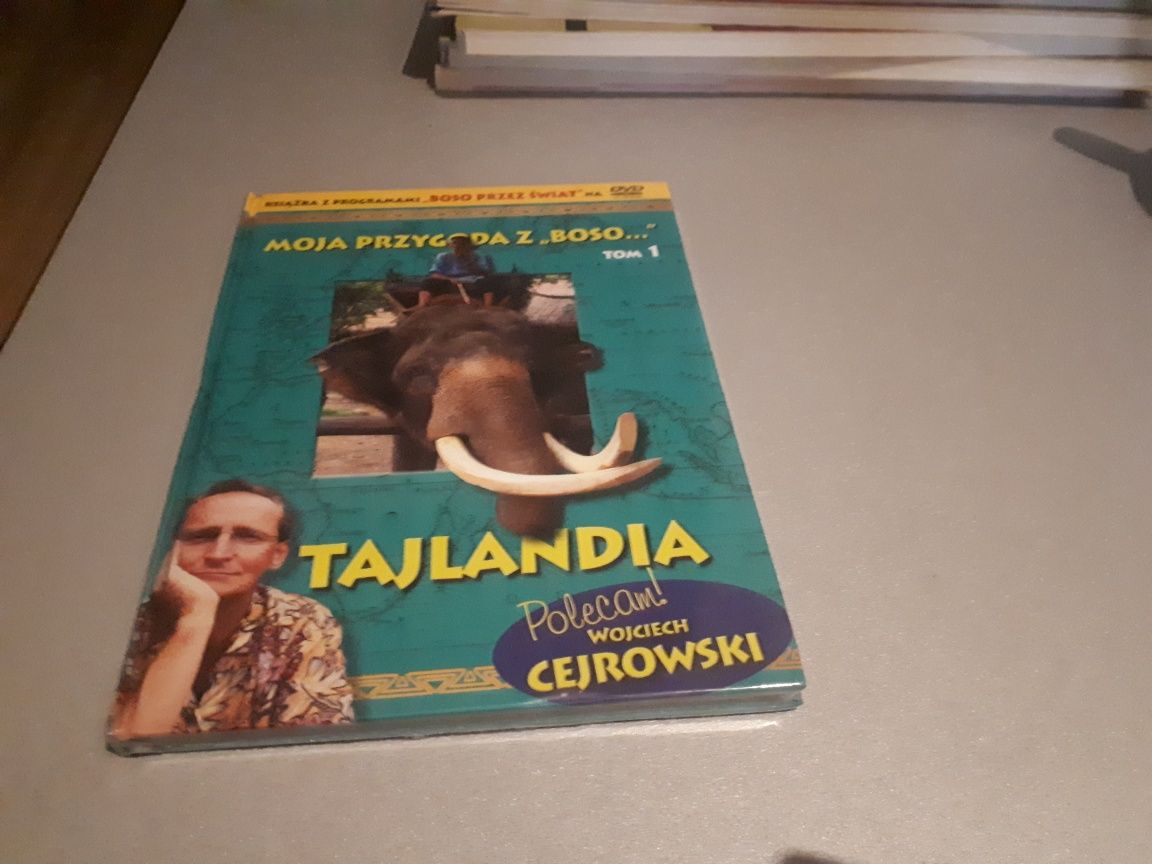 KSIĄŻKA Z PROGRAMAMI „BOSO PRZEZ ŚWIAT” NA DVD
MOJA PRZYGODA Z „BOSO...”
TOM 1
TAJLANDIA
Polecam!
WOJCIECH
CEJROWSKI